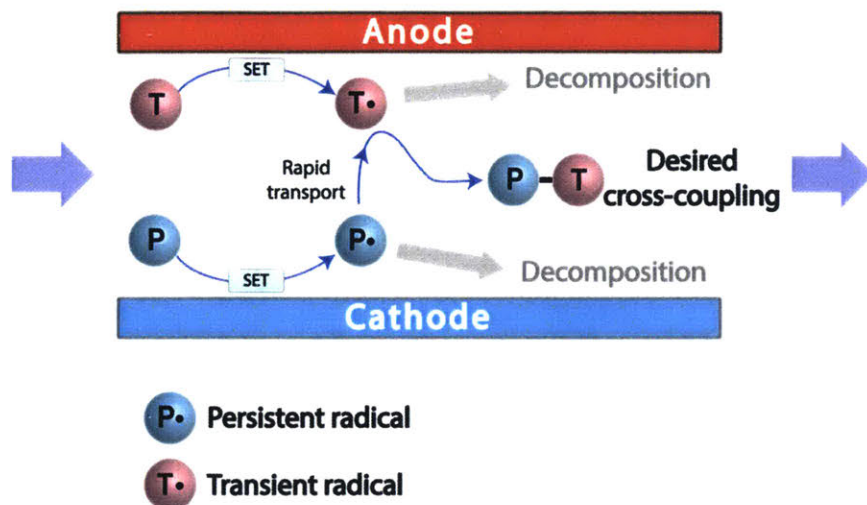 Anode
SET
T
T•
Decomposition
Rapid
transport
P
T
Desired
cross-coupling
P
P•
SET
Decomposition
Cathode
P• Persistent radical
T• Transient radical